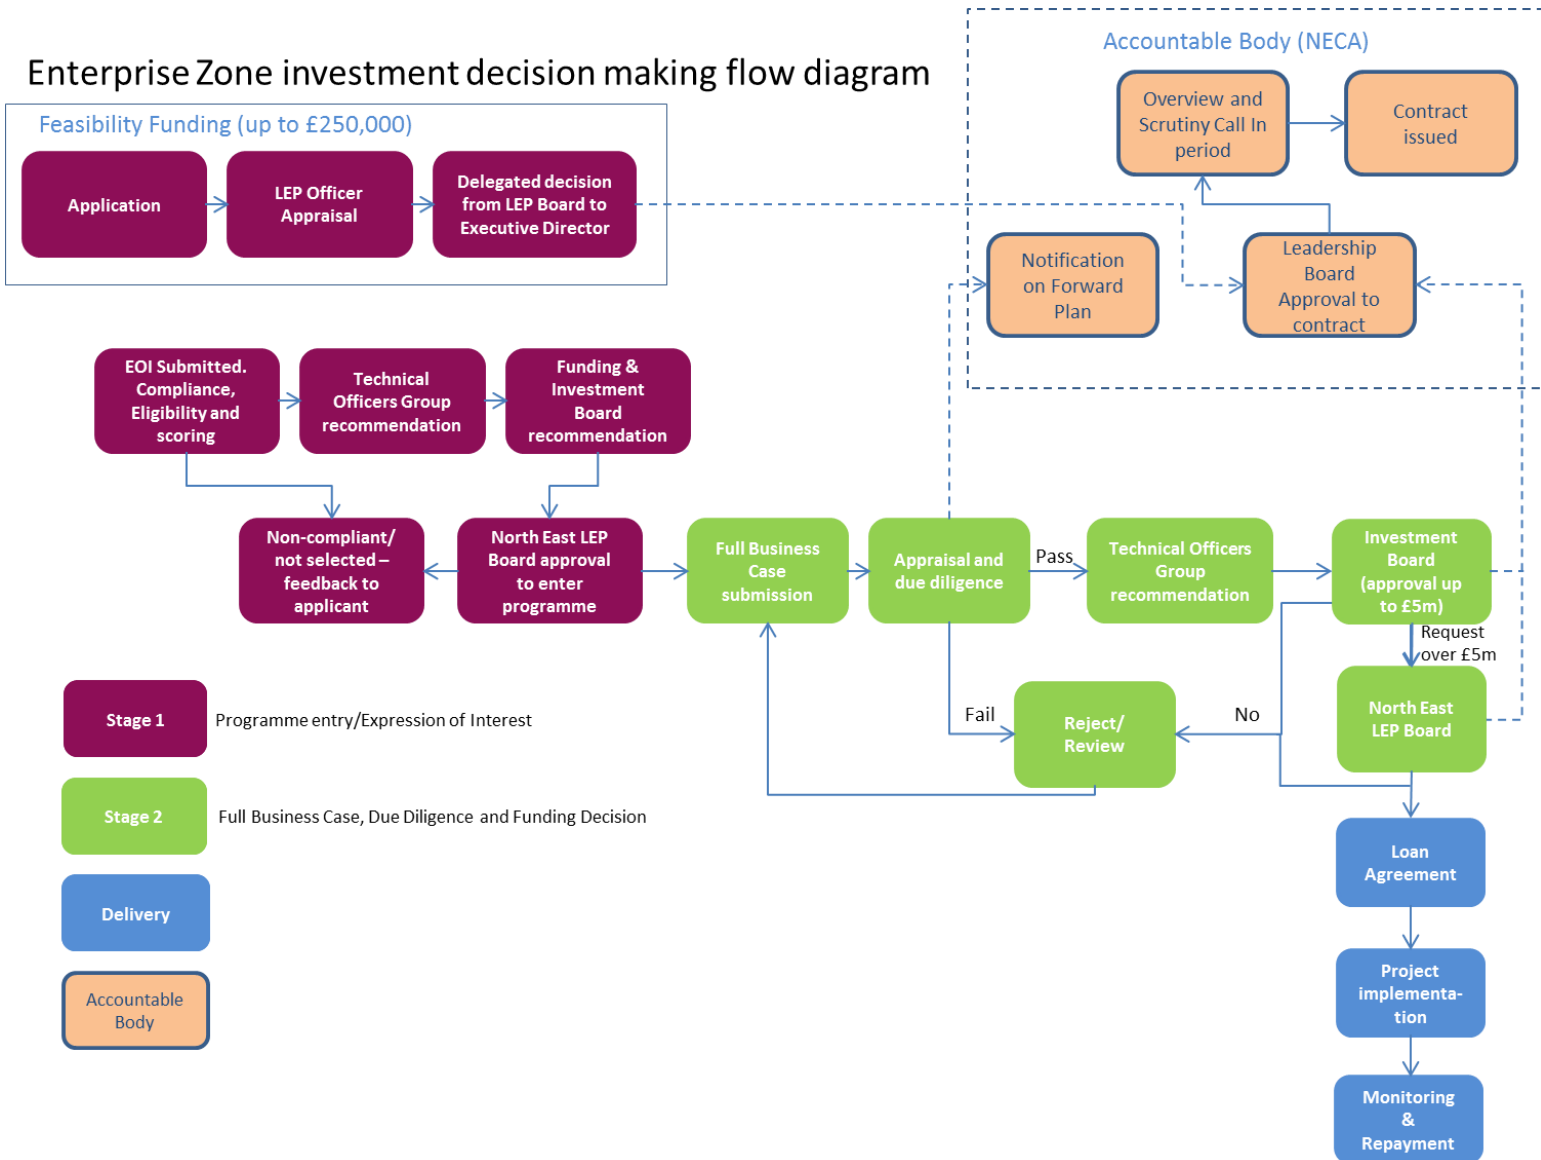 Enterprise Zone investment decision making flow diagram
Accountable Body (NECA)
Overview and
Scrutiny Call In
period
Contract
issued
Feasibility Funding (up to £250,000)
Application
LEP Officer
Appraisal
Delegated decision
from LEP Board to
Executive Director
Notification
on Forward
Plan
Leadership
Board
Approval to
contract
EOI Submitted.
Compliance,
Eligibility and
scoring
Technical
Officers Group
recommendation
Funding &
Investment
Board
recommendation
Non-compliant/
not selected –
feedback to
applicant
North East LEP
Board approval
to enter
programme
Full Business
Case
submission
Appraisal and
due diligence
Pass
Technical Officers
Group
recommendation
Investment
Board
(approval up
to £5m)
Request
over £5m
Fail
Reject/
Review
No
North East
LEP Board
Stage 1
Programme entry/Expression of Interest
Stage 2
Full Business Case, Due Diligence and Funding Decision
Delivery
Accountable
Body
Loan
Agreement
Project
implementa-
tion
Monitoring
&
Repayment